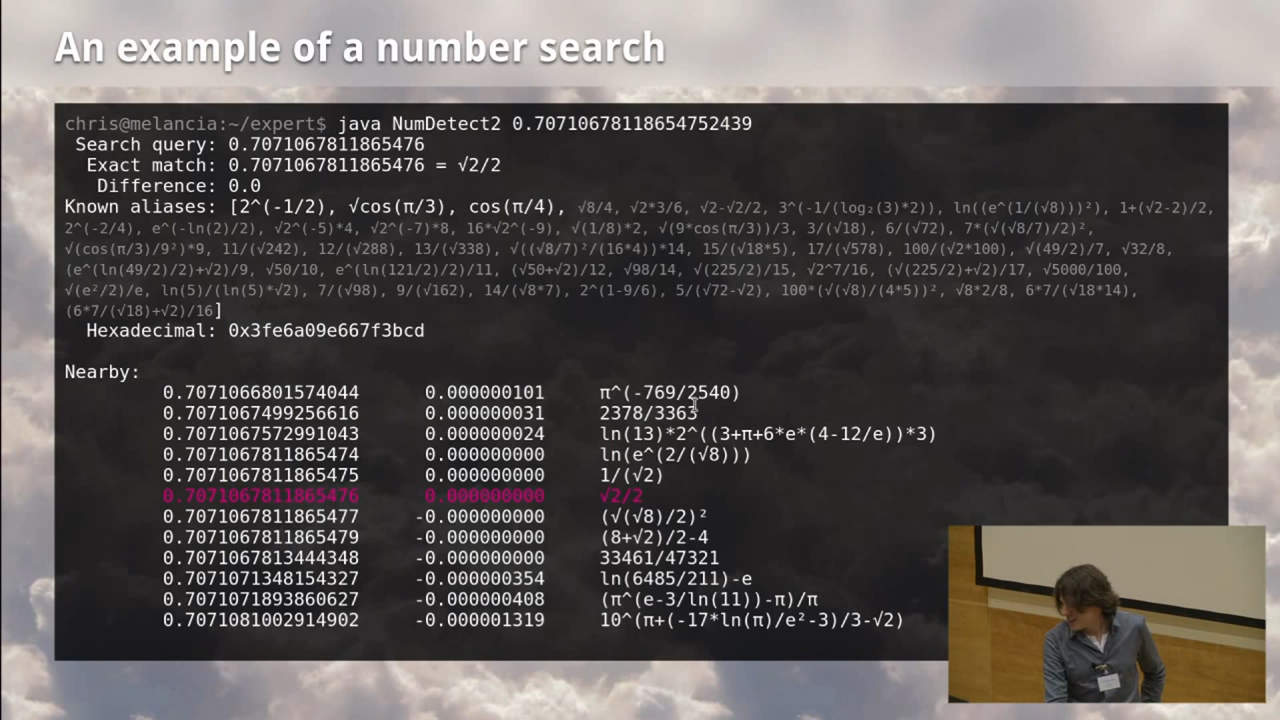 An example of a number search
chris@melancia:~/expert$ java NumDetect2 0.70710678118654752439
Search query: 0.7071067811865476
Exact match: 0.7071067811865476 = √2/2
Difference: 0.0
Known aliases: [2^(-1/2), √cos(π/3), cos(π/4), √8/4, √2*3/6, √2-√2/2, 3^(-1/(log₂(3)*2)), ln((e^(1/(√8)))²), 1+(√2-2)/2,
2^(-2/4), e^(-ln(2)/2), √2^(-5)*4, √2^(-7)*8, 16*√2^(-9), √(1/8)*2, √(9*cos(π/3))/3, 3/(√18), 6/(√72), 7*(√(√8/7)/2)²,
√(cos(π/3)/9²)*9, 11/(√242), 12/(√288), 13/(√338), √((√8/7)²/(16*4))*14, 15/(√18*5), 17/(√578), 100/(√2*100), √(49/2)/7, √32/8,
(e^(ln(49/2)/2)+√2)/9, √50/10, e^(ln(121/2)/2)/11, (√50+√2)/12, √98/14, √(225/2)/15, √2^7/16, (√(225/2)+√2)/17, √5000/100,
√(e²/2)/e, ln(5)/(ln(5)*√2), 7/(√98), 9/(√162), 14/(√8*7), 2^(1-9/6), 5/(√72-√2), 100*(√(√8)/(4*5))², √8*2/8, 6*7/(√18*14),
(6*7/(√18)+√2)/16]
Hexadecimal: 0x3fe6a09e667f3bcd
Nearby:
0.7071066801574044 0.000000101 π^(-769/2540)
0.7071067499256616 0.000000031 2378/3363
0.7071067572991043 0.000000024 ln(13)*2^((3+π+6*e*(4-12/e))*3)
0.7071067811865474 0.000000000 ln(e^(2/(√8)))
0.7071067811865475 0.000000000 1/(√2)
0.7071067811865476 0.000000000 √2/2
0.7071067811865477 -0.000000000 (√(√8)/2)²
0.7071067811865479 -0.000000000 (8+√2)/2-4
0.7071067813444348 -0.000000000 33461/47321
0.7071071348154327 -0.000000354 ln(6485/211)-e
0.7071071893860627 -0.000000408 (π^(e-3/ln(11))-π)/π
0.7071081002914902 -0.000001319 10^(π+(-17*ln(π)/e²-3)/3-√2)